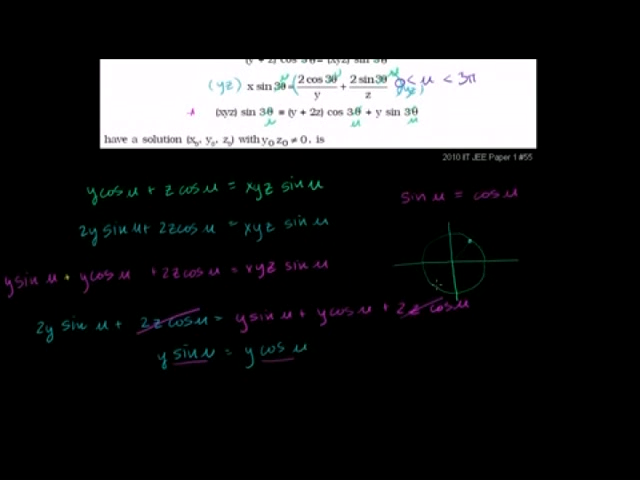 (y + z) cos 3θ = (xyz) sin 3θ
(yz) x sin 3θ = (2 cos 3θ / y + 2 sin 3θ / z) 0 < μ < 3π
(xyz) sin 3θ = (y + 2z) cos 3θ + y sin 3θ
μ μ μ
have a solution (x₀, y₀, z₀) with y₀ z₀ ≠ 0, is
2010 IIT JEE Paper 1 #55
y cos μ + z cos μ = xyz sin μ
sin μ = cos μ
2y sin μ + 2z cos μ = xyz sin μ
y sin μ + y cos μ + 2z cos μ = xyz sin μ
2y sin μ + 2z cos μ = y sin μ + y cos μ + 2z cos μ
y sin μ = y cos μ